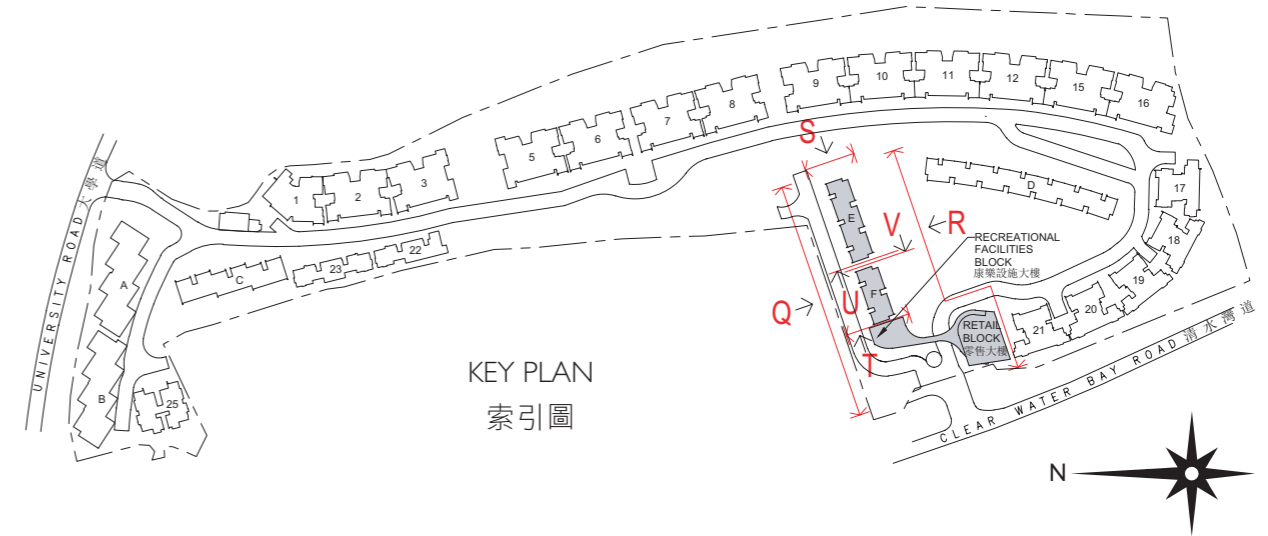 9
10
11
12
15
16
8
7
6
5
3
2
1
S
17
D
E
V
R
RECREATIONAL
FACILITIES
BLOCK
康樂設施大樓
18
19
20
21
22
23
C
A
B
25
UNIVERSITY ROAD 大學道
Q
U
F
T
RETAIL
BLOCK
零售大樓
CLEAR WATER BAY ROAD 清水灣道
KEY PLAN
索引圖
N